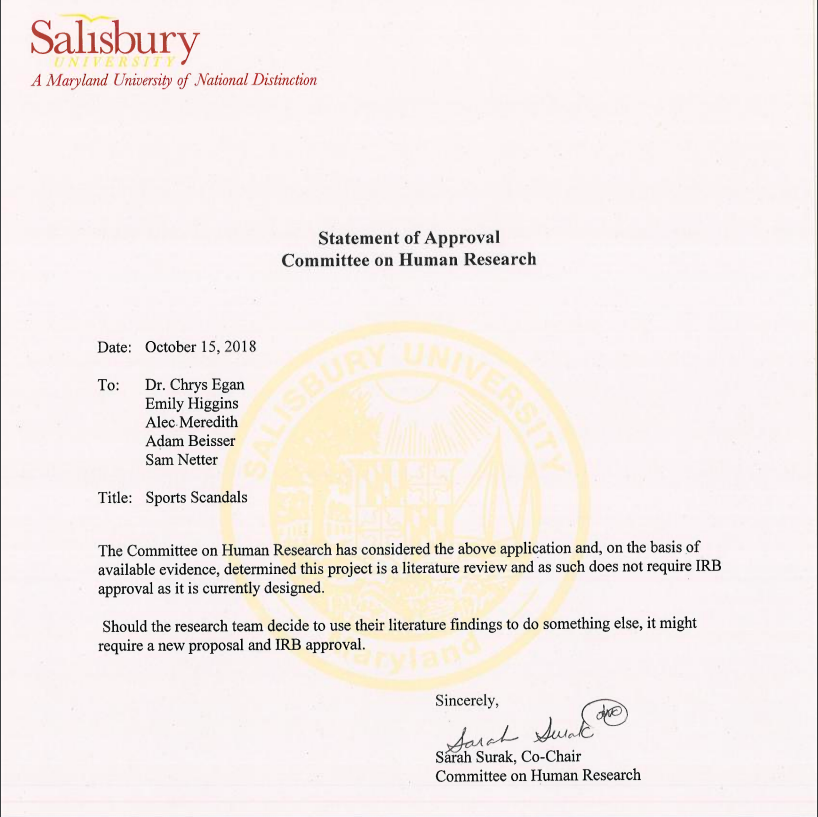 Salisbury
UNIVERSITY
A Maryland University of National Distinction
Statement of Approval
Committee on Human Research
Date: October 15, 2018
To: Dr. Chrys Egan
Emily Higgins
Alec Meredith
Adam Beisser
Sam Netter
Title: Sports Scandals
SALISBURY UNIVERSITY
The Committee on Human Research has considered the above application and, on the basis of
available evidence, determined this project is a literature review and as such does not require IRB
approval as it is currently designed.
Should the research team decide to use their literature findings to do something else, it might
require a new proposal and IRB approval.
Maryland
Sincerely,
Sarah Surak
Sarah Surak, Co-Chair
Committee on Human Research